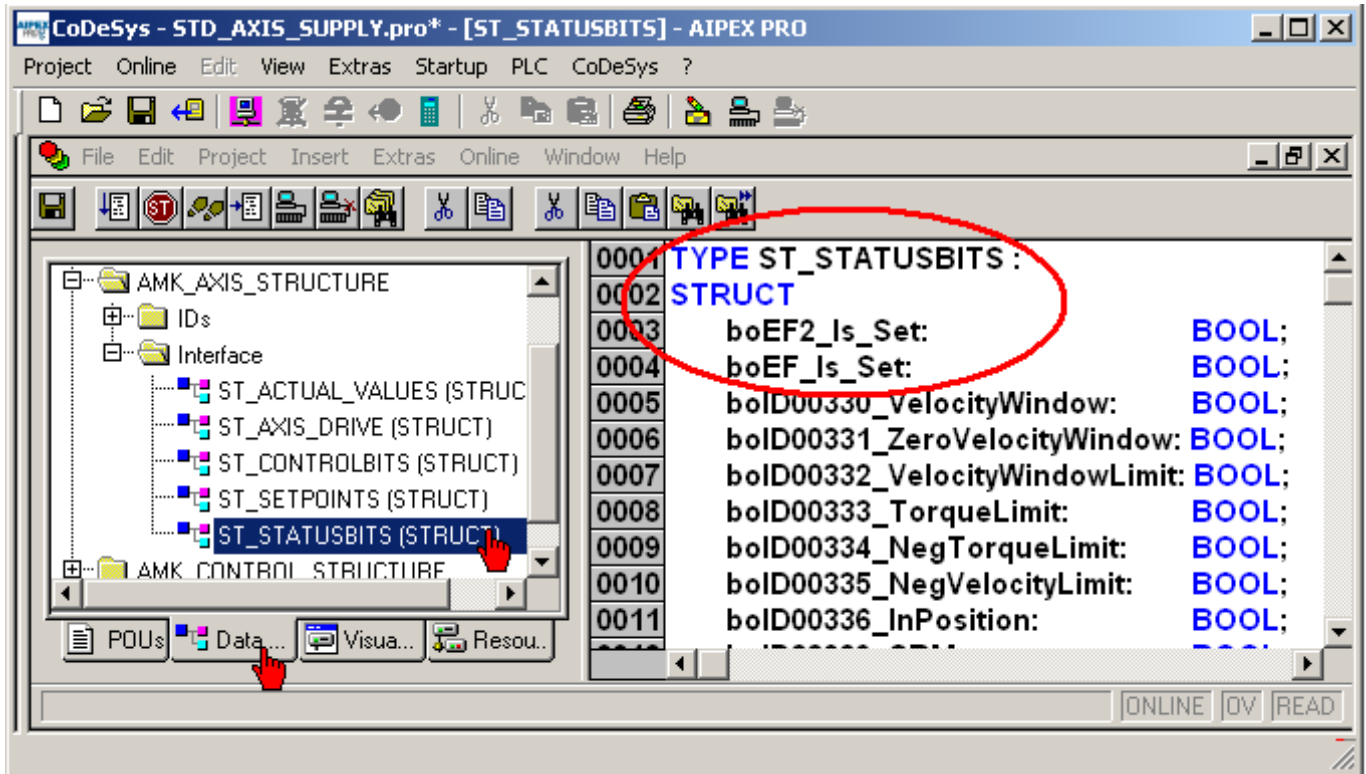 CoDeSys - STD_AXIS_SUPPLY.pro* - [ST_STATUSBITS] - AIPEX PRO
Project Online Edit View Extras Startup PLC CoDeSys ?
File Edit Project Insert Extras Online Window Help
ST
AMK_AXIS_STRUCTURE
IDs
Interface
ST_ACTUAL_VALUES (STRUC
ST_AXIS_DRIVE (STRUCT)
ST_CONTROLBITS (STRUCT)
ST_SETPOINTS (STRUCT)
ST_STATUSBITS (STRUCT)
AMK_CONTROL_STRUCTURE
POUs Data ... Visua... Resou..
0001 TYPE ST_STATUSBITS :
0002 STRUCT
0003 boEF2_Is_Set: BOOL;
0004 boEF_Is_Set: BOOL;
0005 boID00330_VelocityWindow: BOOL;
0006 boID00331_ZeroVelocityWindow: BOOL;
0007 boID00332_VelocityWindowLimit: BOOL;
0008 boID00333_TorqueLimit: BOOL;
0009 boID00334_NegTorqueLimit: BOOL;
0010 boID00335_NegVelocityLimit: BOOL;
0011 boID00336_InPosition: BOOL;
ONLINE OV READ